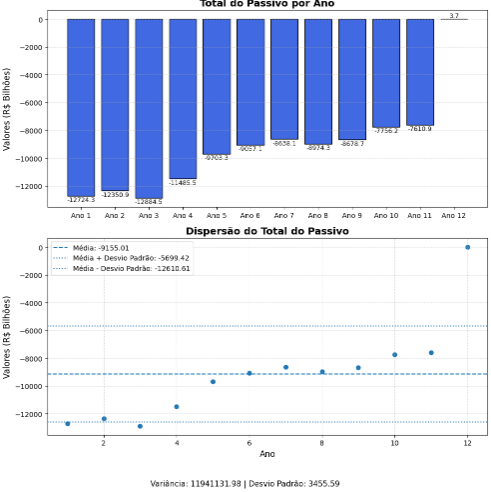 Total do Passivo por Ano
Valores (R$ Bilhões)
0
−2000
−4000
−6000
−8000
−10000
−12000
-12724.3
-12350.9
-12884.5
-11485.5
-9703.3
-9057.1
-8638.1
-8974.3
-8678.7
-7756.2
-7610.9
3.7
Ano 1 Ano 2 Ano 3 Ano 4 Ano 5 Ano 6 Ano 7 Ano 8 Ano 9 Ano 10 Ano 11 Ano 12
Dispersão do Total do Passivo
Média: -9155.01
Média + Desvio Padrão: -5699.42
Média - Desvio Padrão: -12610.61
Valores (R$ Bilhões)
0
−2000
−4000
−6000
−8000
−10000
−12000
2 4 6 8 10 12
Ano
Variância: 11941131.98 | Desvio Padrão: 3455.59